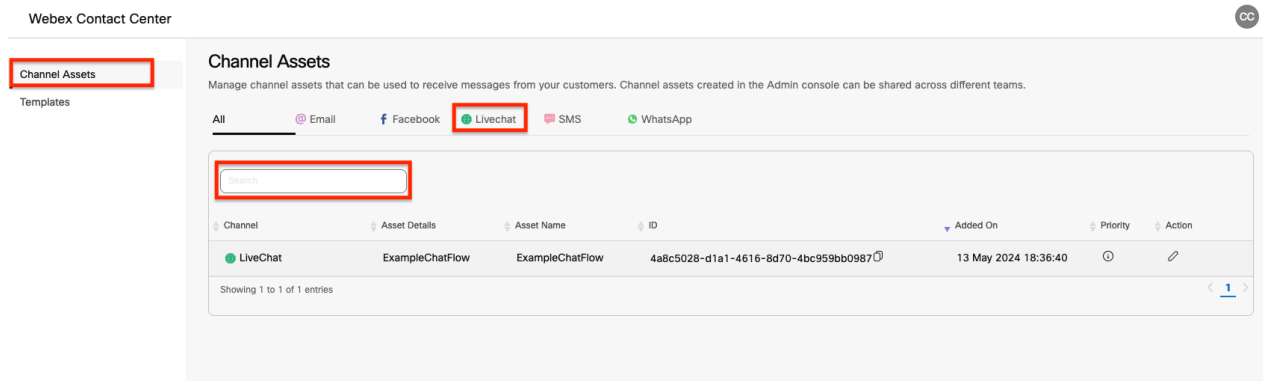 Webex Contact Center
CC
Channel Assets
Templates
Channel Assets
Manage channel assets that can be used to receive messages from your customers. Channel assets created in the Admin console can be shared across different teams.
All @ Email Facebook Livechat SMS WhatsApp
Search
Channel Asset Details Asset Name ID Added On Priority Action
LiveChat ExampleChatFlow ExampleChatFlow 4a8c5028-d1a1-4616-8d70-4bc959bb0987 13 May 2024 18:36:40
Showing 1 to 1 of 1 entries
< 1 >